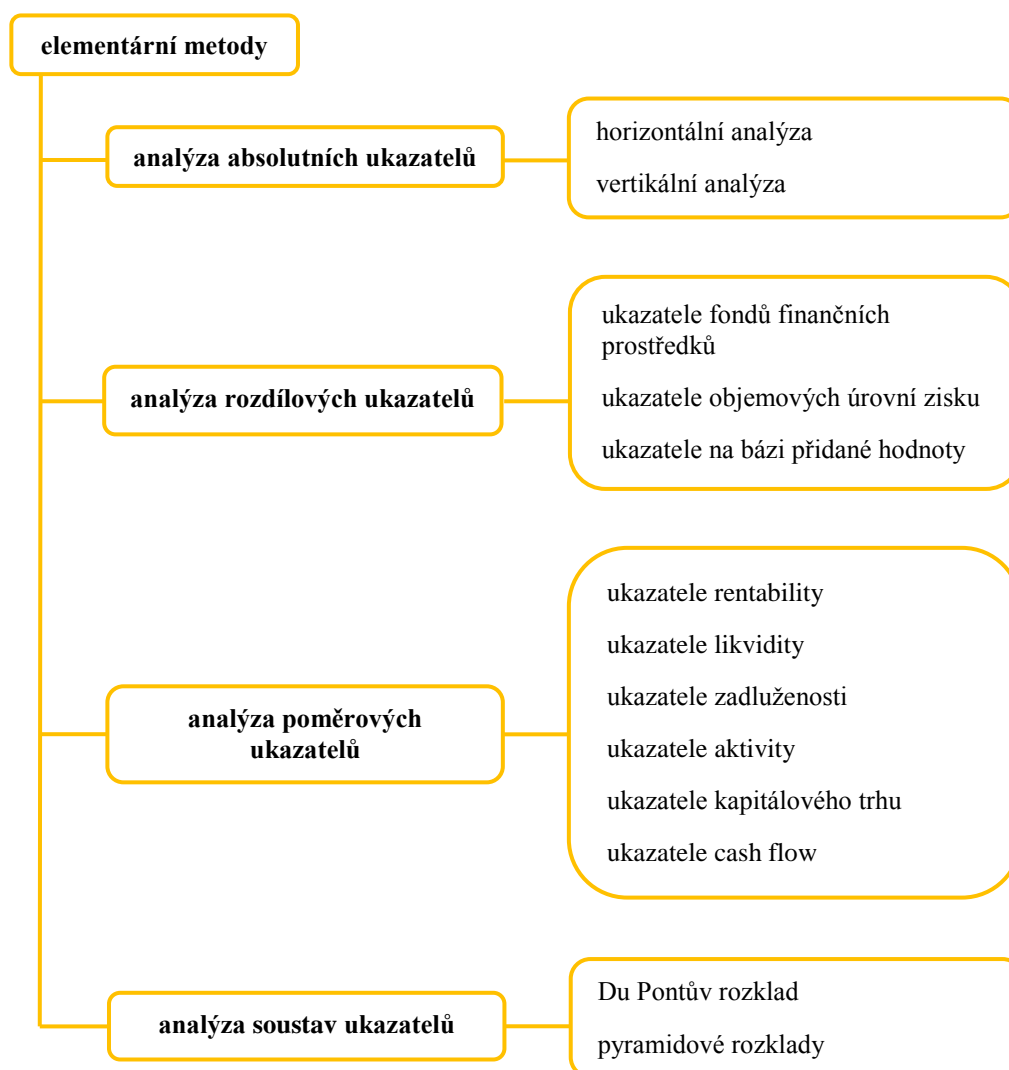 elementární metody
analýza absolutních ukazatelů
horizontální analýza
vertikální analýza
analýza rozdílových ukazatelů
ukazatele fondů finančních
prostředků
ukazatele objemových úrovní zisku
ukazatele na bázi přidané hodnoty
analýza poměrových
ukazatelů
ukazatele rentability
ukazatele likvidity
ukazatele zadluženosti
ukazatele aktivity
ukazatele kapitálového trhu
ukazatele cash flow
analýza soustav ukazatelů
Du Pontův rozklad
pyramidové rozklady